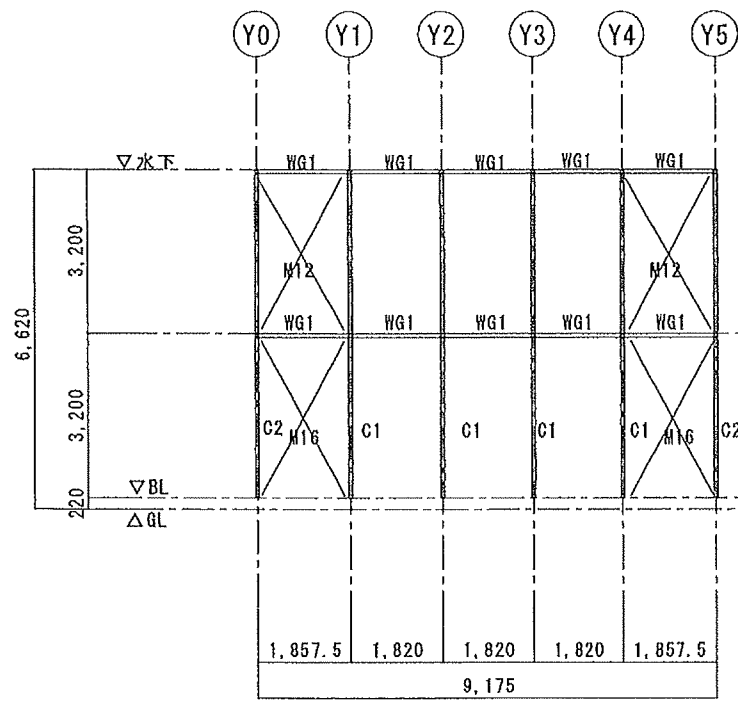 Y0 Y1 Y2 Y3 Y4 Y5
▽水下
WG1 WG1 WG1 WG1 WG1
3,200
M12 M12
6,620
WG1 WG1 WG1 WG1 WG1
3,200
C2 M16 C1 C1 C1 C1 M16 C2
▽BL
220
△GL
1,857.5 1,820 1,820 1,820 1,857.5
9,175